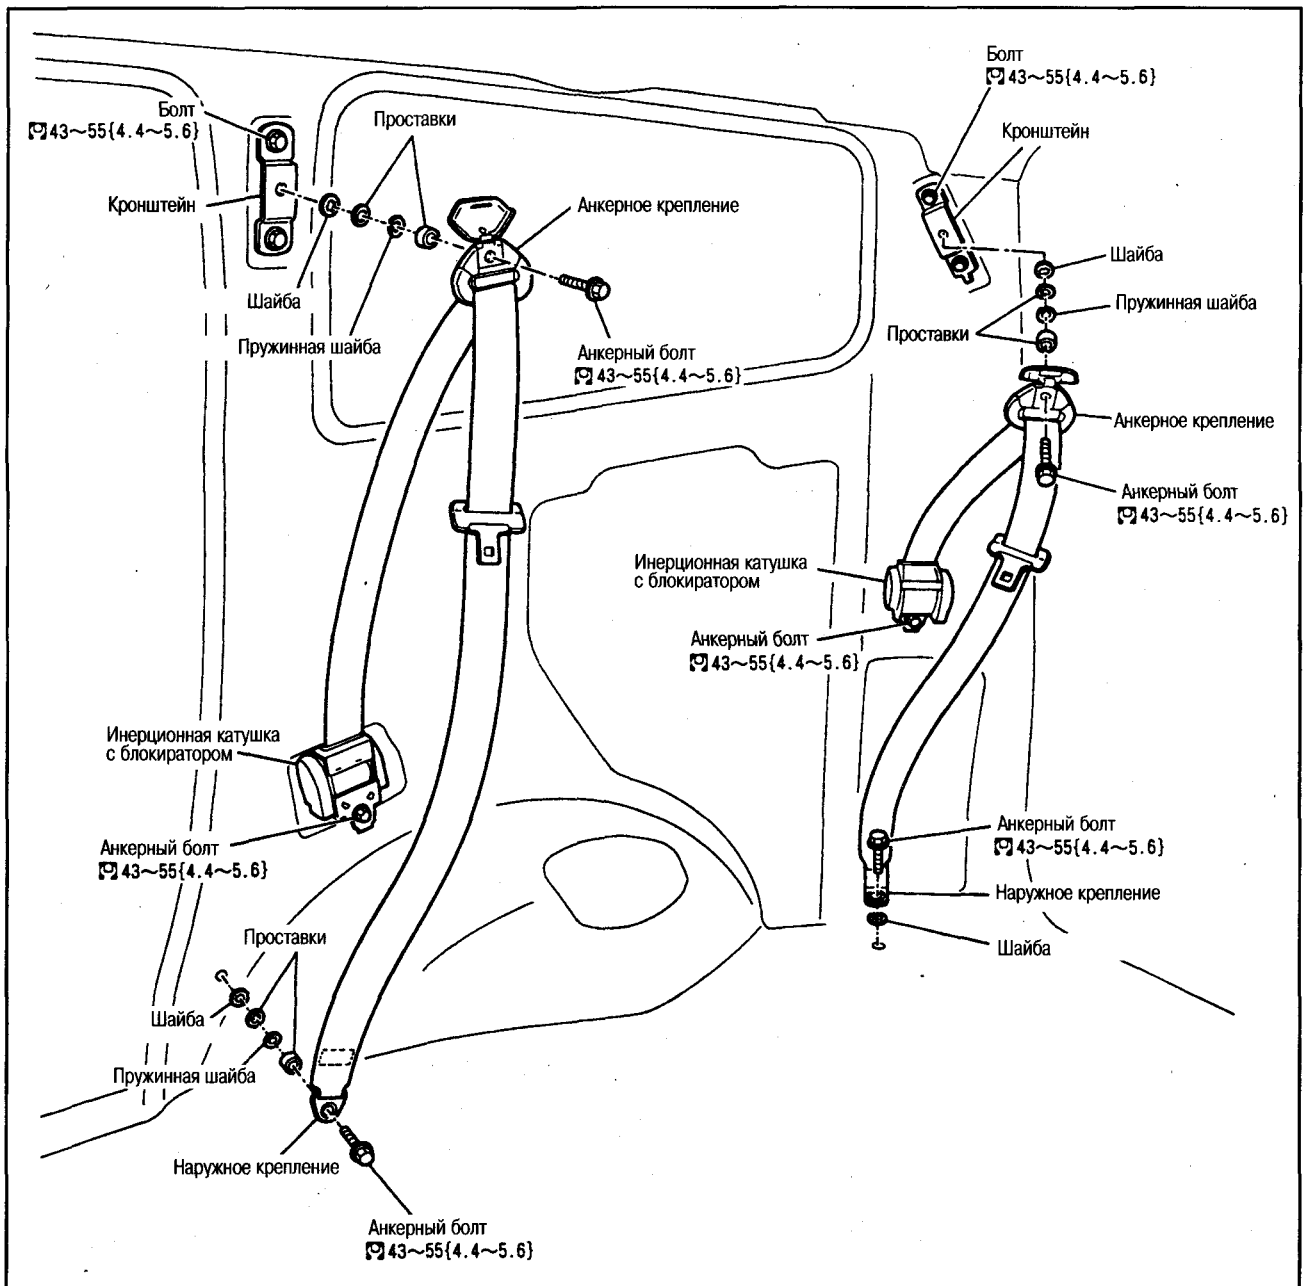 Болт
43~55{4.4~5.6}
Кронштейн
Проставки
Анкерное крепление
Шайба
Пружинная шайба
Анкерный болт
43~55{4.4~5.6}
Инерционная катушка
с блокиратором
Анкерный болт
43~55{4.4~5.6}
Проставки
Шайба
Пружинная шайба
Наружное крепление
Анкерный болт
43~55{4.4~5.6}
Болт
43~55{4.4~5.6}
Кронштейн
Шайба
Пружинная шайба
Проставки
Анкерное крепление
Анкерный болт
43~55{4.4~5.6}
Инерционная катушка
с блокиратором
Анкерный болт
43~55{4.4~5.6}
Анкерный болт
43~55{4.4~5.6}
Наружное крепление
Шайба